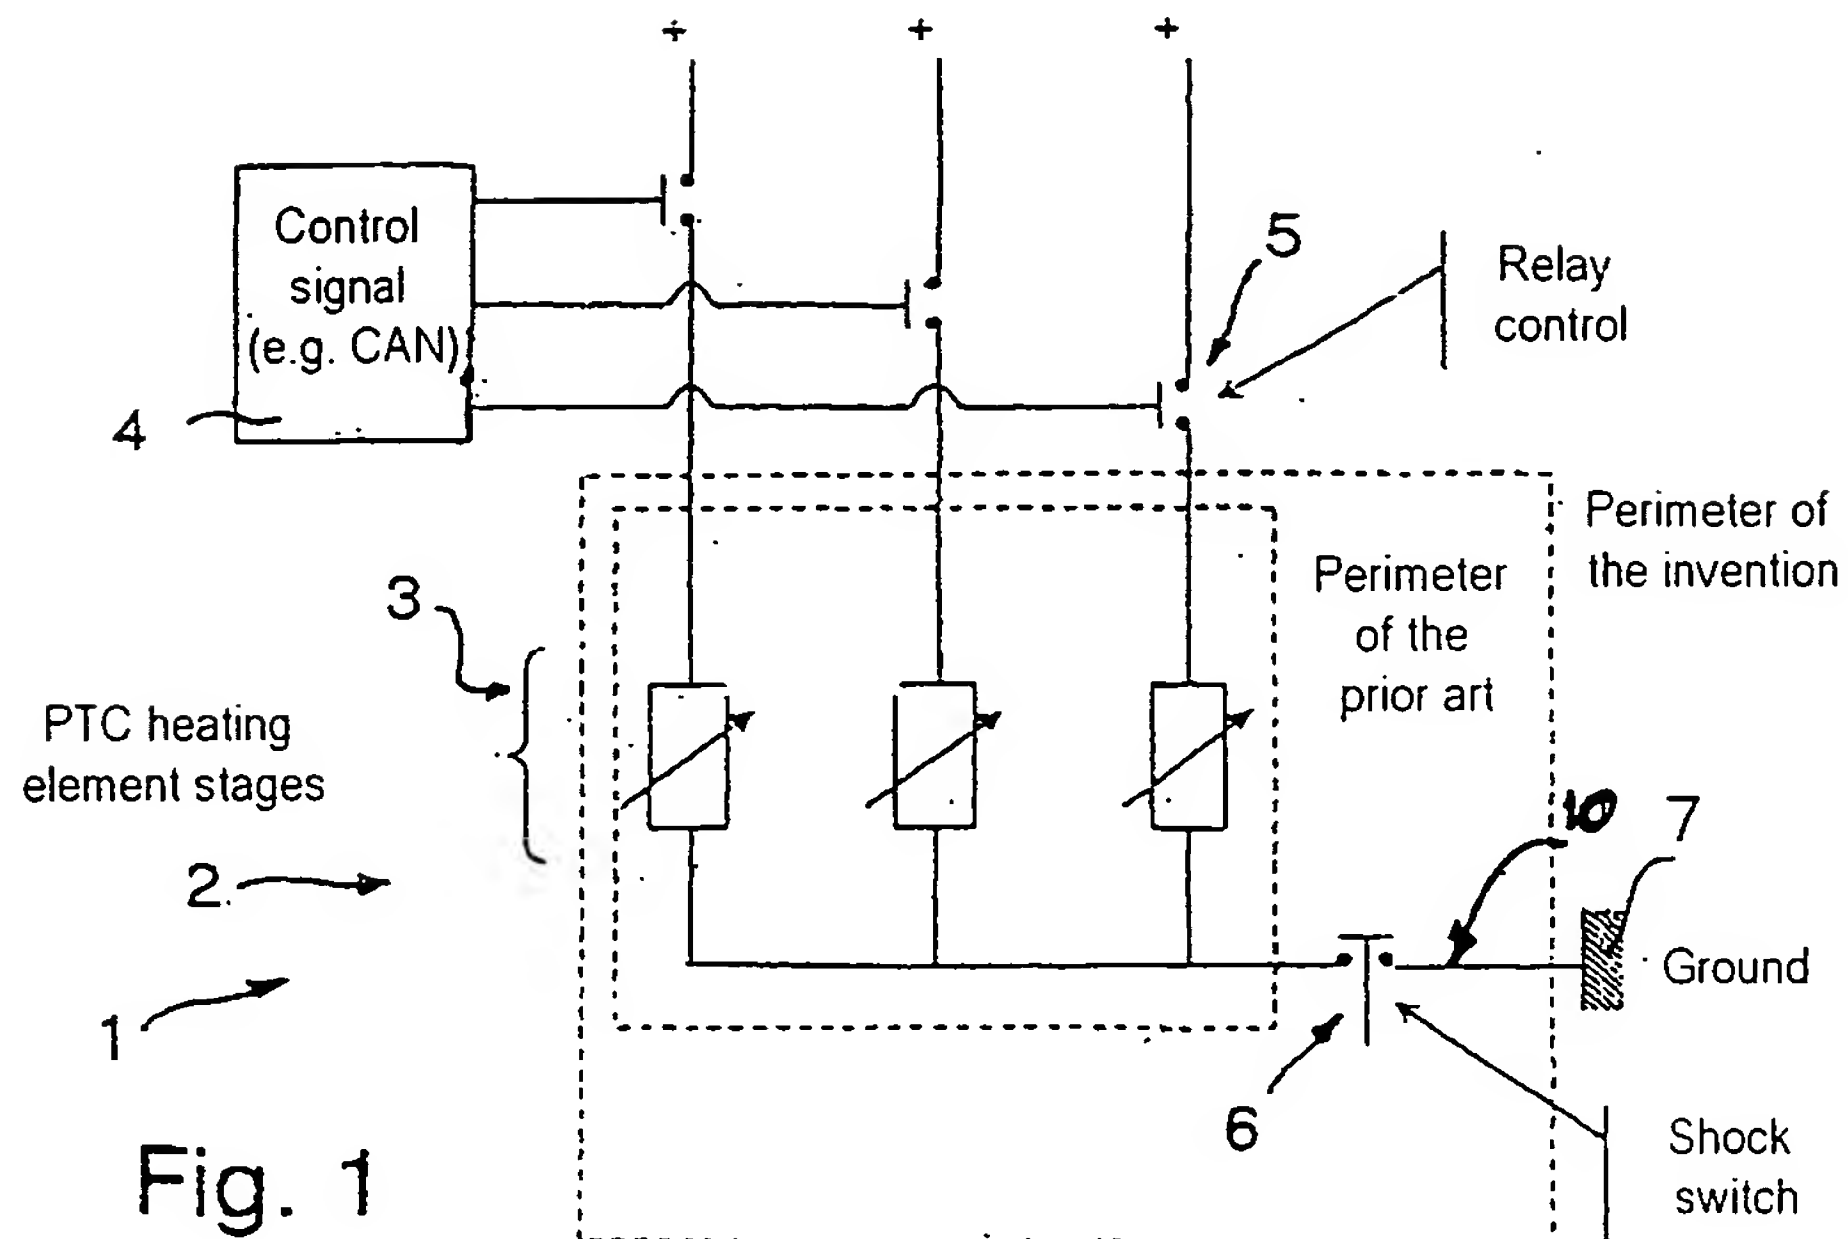 + + +
Control
signal
(e.g. CAN)
4
5
Relay
control
Perimeter of
the invention
Perimeter
of the
prior art
3
PTC heating
element stages
2
1
10
7
Ground
6
Shock
switch
Fig. 1